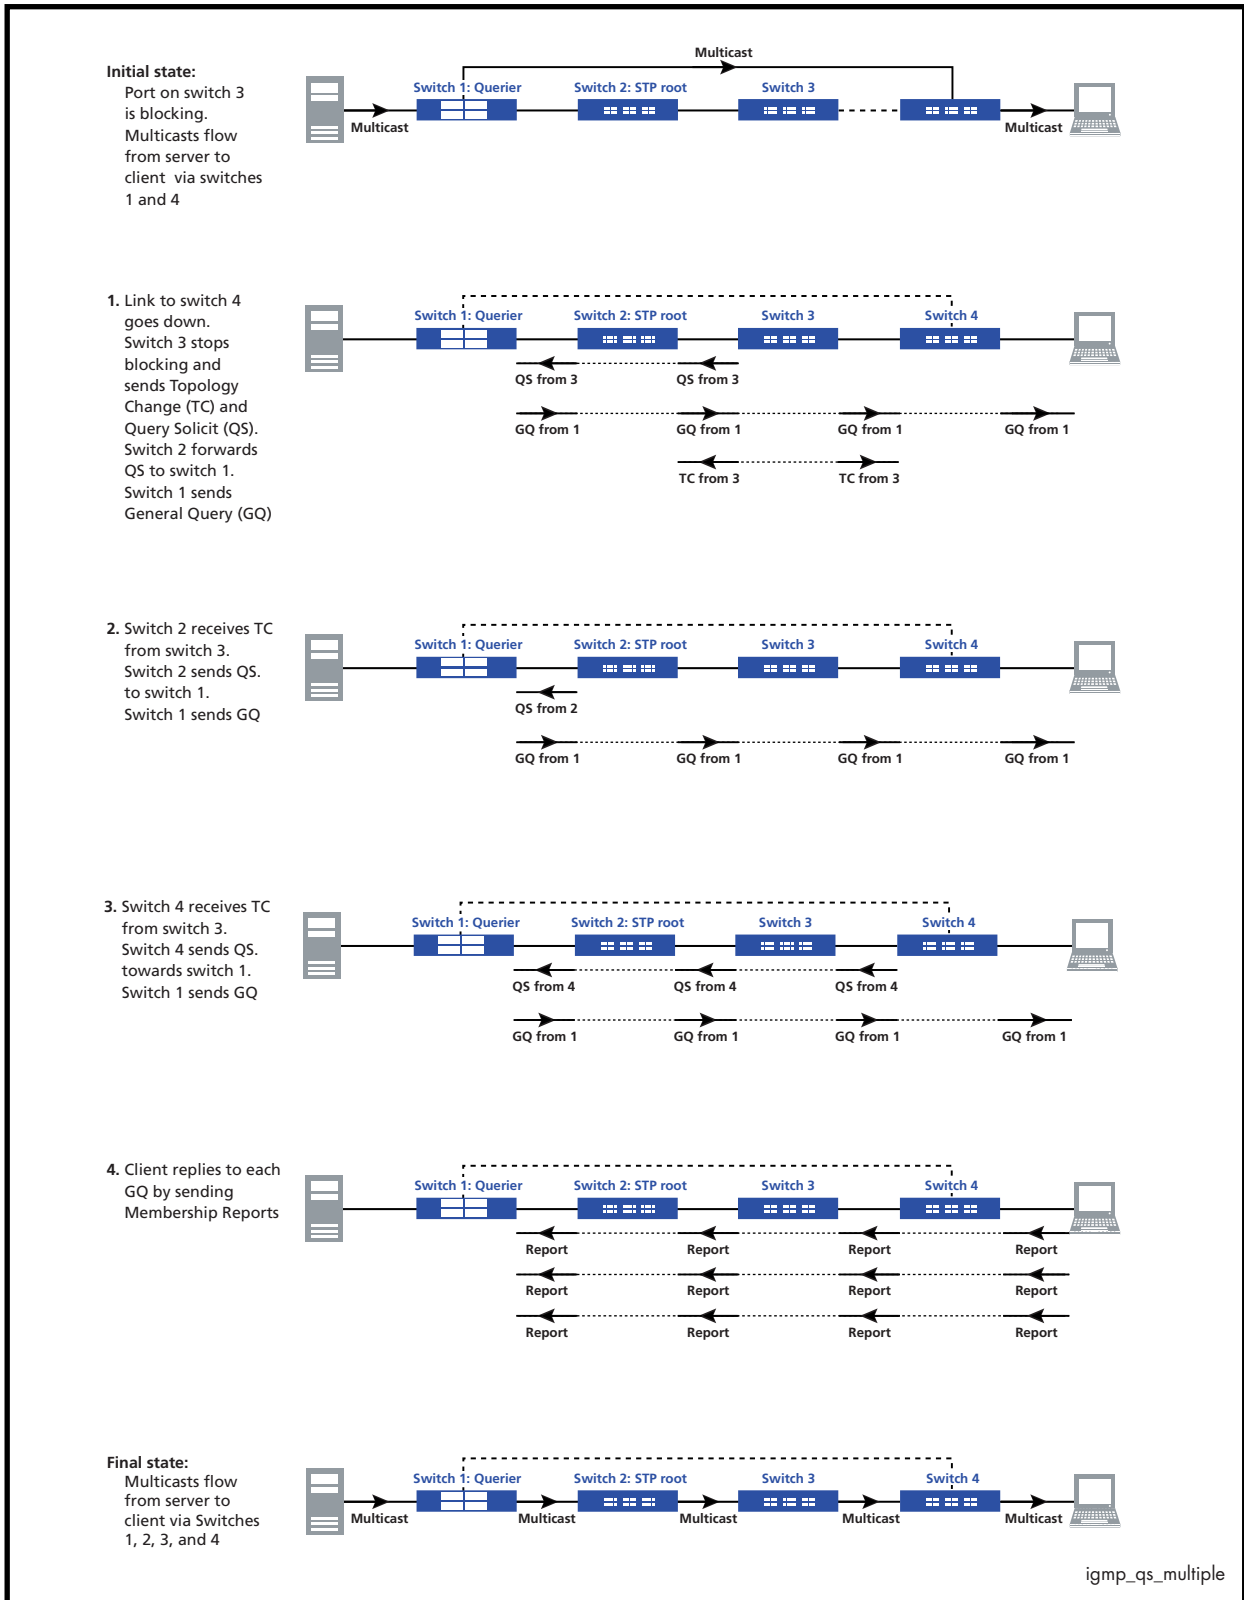 Initial state:
Port on switch 3
is blocking.
Multicasts flow
from server to
client via switches
1 and 4
Multicast
Switch 1: Querier
Switch 2: STP root
Switch 3
Multicast
Multicast
1. Link to switch 4
goes down.
Switch 3 stops
blocking and
sends Topology
Change (TC) and
Query Solicit (QS).
Switch 2 forwards
QS to switch 1.
Switch 1 sends
General Query (GQ)
Switch 1: Querier
Switch 2: STP root
Switch 3
Switch 4
QS from 3
QS from 3
GQ from 1
GQ from 1
GQ from 1
GQ from 1
TC from 3
TC from 3
2. Switch 2 receives TC
from switch 3.
Switch 2 sends QS.
to switch 1.
Switch 1 sends GQ
Switch 1: Querier
Switch 2: STP root
Switch 3
Switch 4
QS from 2
GQ from 1
GQ from 1
GQ from 1
GQ from 1
3. Switch 4 receives TC
from switch 3.
Switch 4 sends QS.
towards switch 1.
Switch 1 sends GQ
Switch 1: Querier
Switch 2: STP root
Switch 3
Switch 4
QS from 4
QS from 4
QS from 4
GQ from 1
GQ from 1
GQ from 1
GQ from 1
4. Client replies to each
GQ by sending
Membership Reports
Switch 1: Querier
Switch 2: STP root
Switch 3
Switch 4
Report
Report
Report
Report
Report
Report
Report
Report
Report
Report
Report
Report
Final state:
Multicasts flow
from server to
client via Switches
1, 2, 3, and 4
Switch 1: Querier
Switch 2: STP root
Switch 3
Switch 4
Multicast
Multicast
Multicast
Multicast
Multicast
igmp_qs_multiple